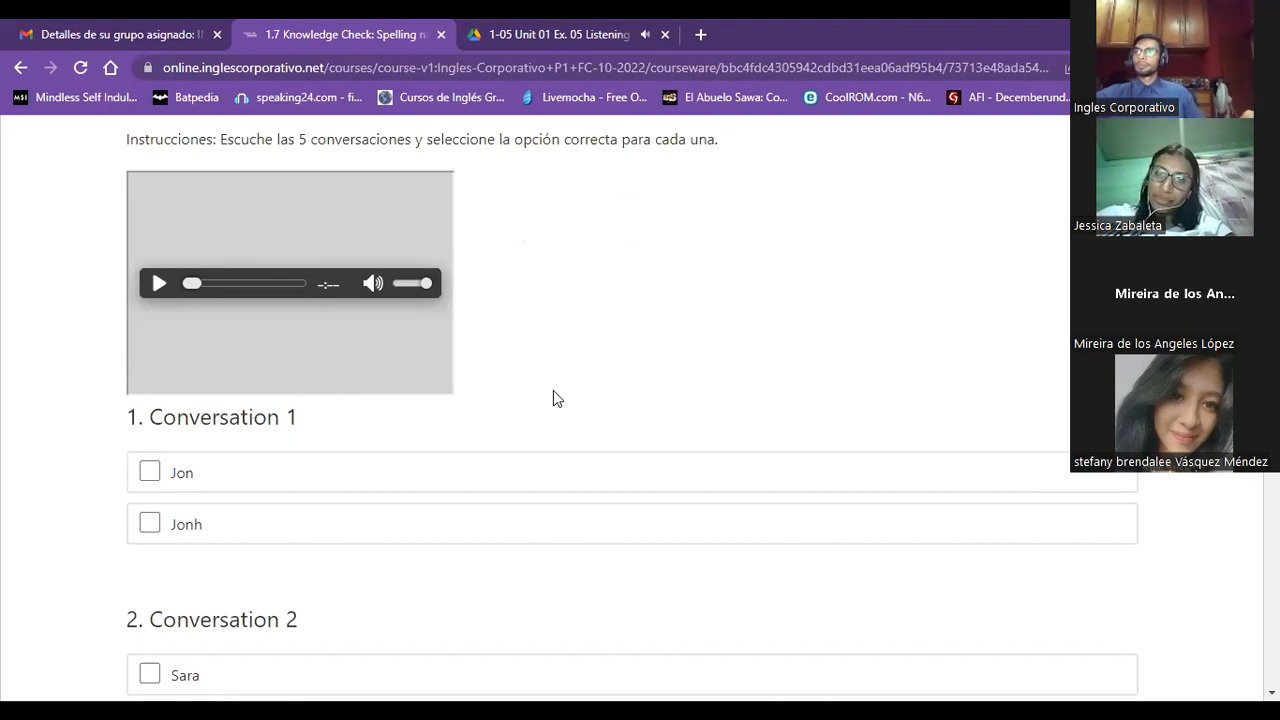 Detalles de su grupo asignado: I
1.7 Knowledge Check: Spelling n
1-05 Unit 01 Ex. 05 Listening
online.inglescorporativo.net/courses/course-v1:Ingles-Corporativo+P1+FC-10-2022/courseware/bbc4fdc4305942cdbd31eea06adf95b4/73713e48ada54...
Mindless Self Indul...
Batpedia
speaking24.com - fi...
Cursos de Inglés Gr...
Livemocha - Free O...
El Abuelo Sawa: Co...
CoolROM.com - N6...
AFI - Decemberund...
Ingles Corporativo
Instrucciones: Escuche las 5 conversaciones y seleccione la opción correcta para cada una.
Jessica Zabaleta
-:--
Mireira de los An...
Mireira de los Angeles López
1. Conversation 1
stefany brendalee Vásquez Méndez
Jon
Jonh
2. Conversation 2
Sara